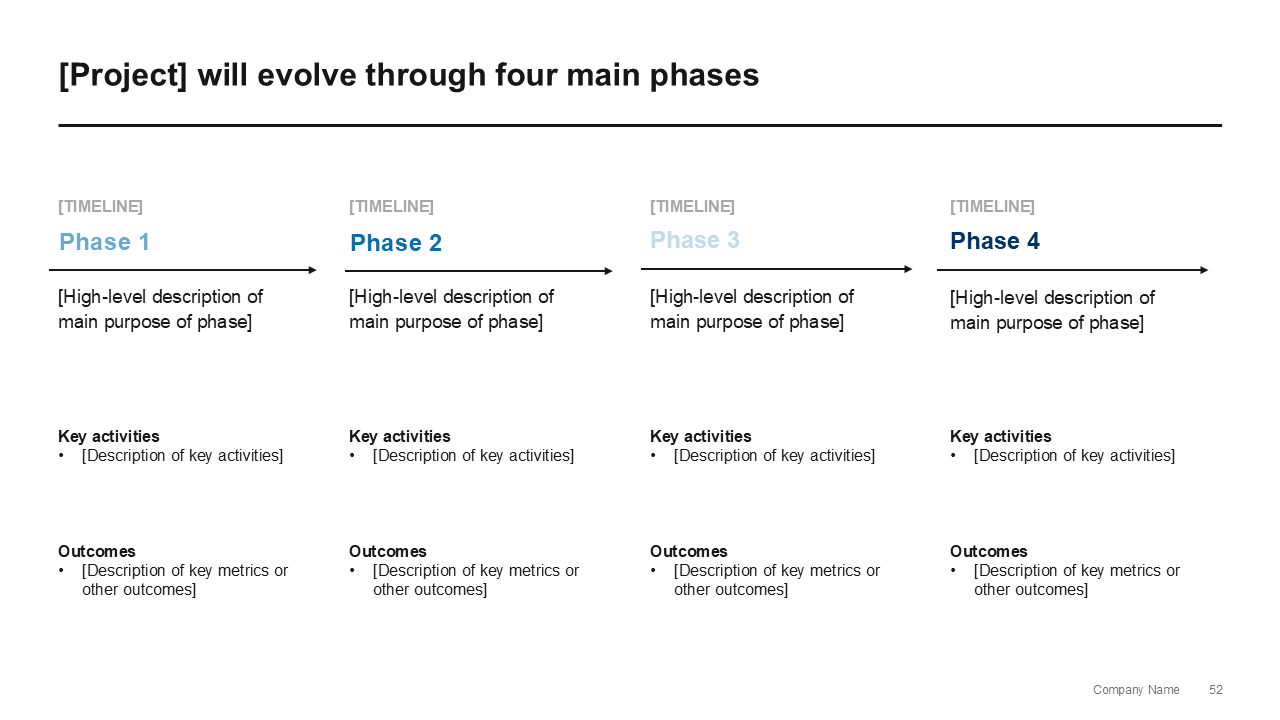 [Project] will evolve through four main phases
[TIMELINE]
Phase 1
[High-level description of
main purpose of phase]
Key activities
• [Description of key activities]
Outcomes
• [Description of key metrics or
other outcomes]
[TIMELINE]
Phase 2
[High-level description of
main purpose of phase]
Key activities
• [Description of key activities]
Outcomes
• [Description of key metrics or
other outcomes]
[TIMELINE]
Phase 3
[High-level description of
main purpose of phase]
Key activities
• [Description of key activities]
Outcomes
• [Description of key metrics or
other outcomes]
[TIMELINE]
Phase 4
[High-level description of
main purpose of phase]
Key activities
• [Description of key activities]
Outcomes
• [Description of key metrics or
other outcomes]
Company Name 52